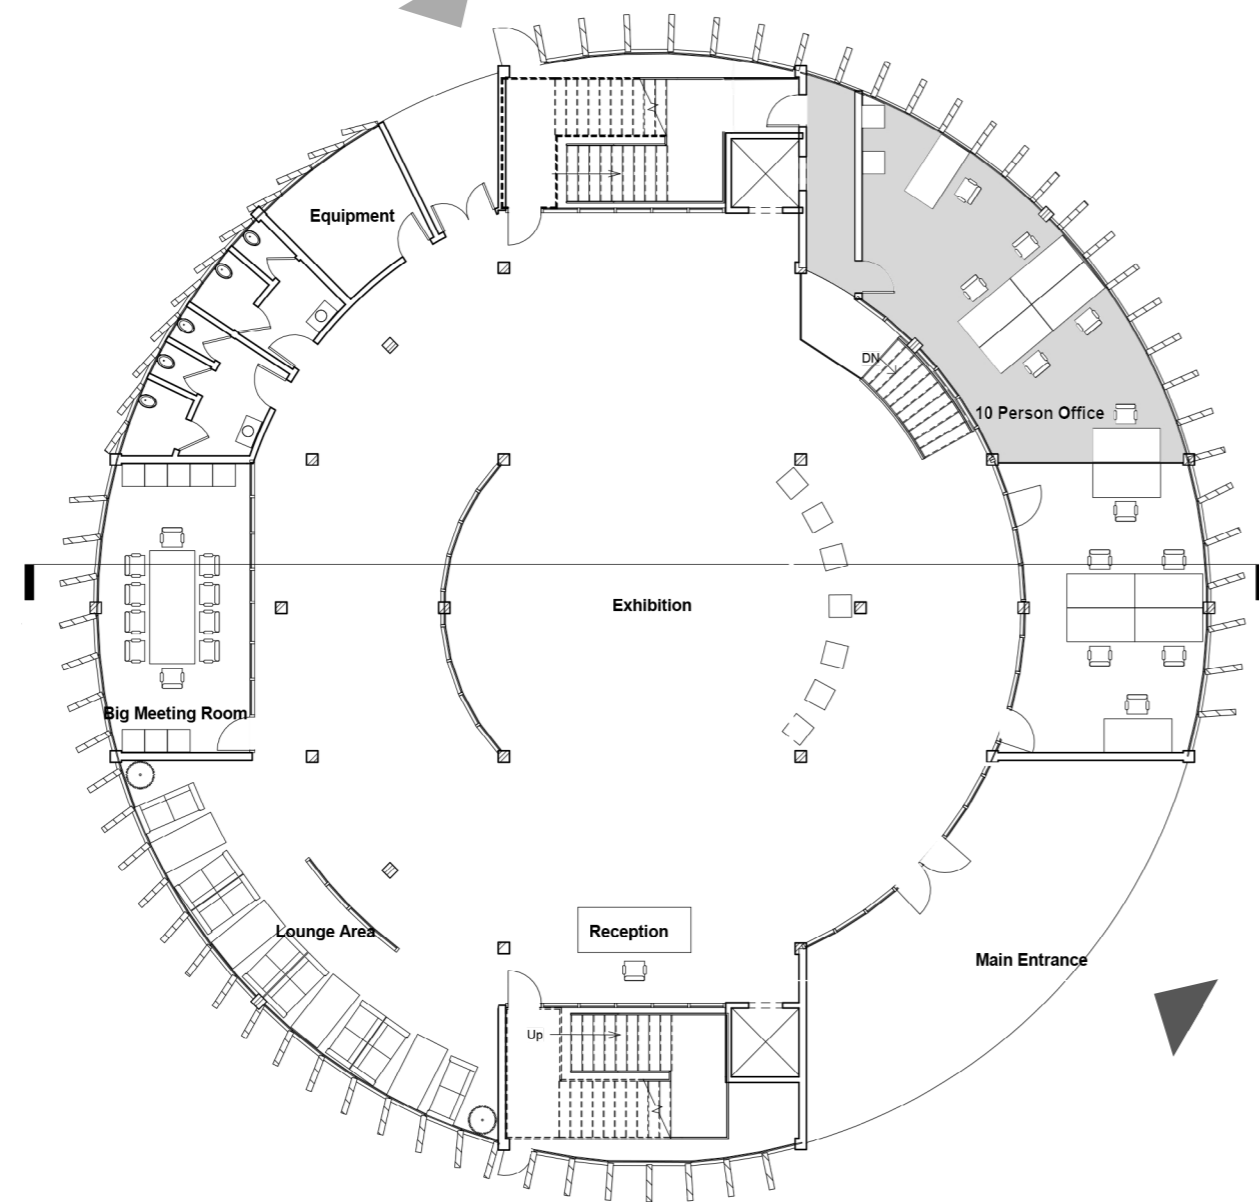 Equipment
DN
10 Person Office
Exhibition
Big Meeting Room
Lounge Area
Reception
Main Entrance
Up